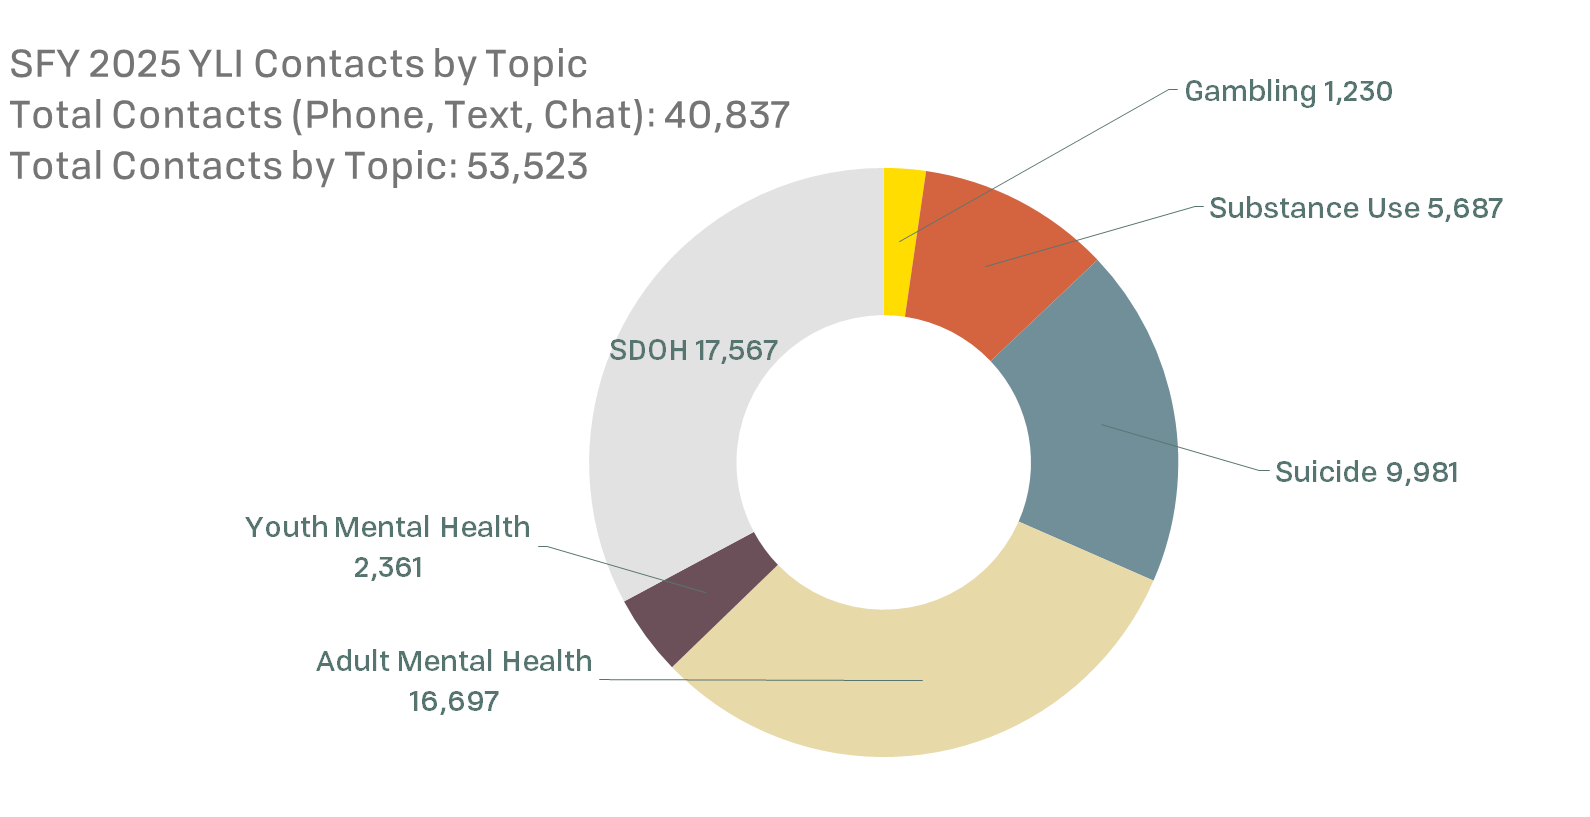 SFY 2025 YLI Contacts by Topic
Total Contacts (Phone, Text, Chat): 40,837
Total Contacts by Topic: 53,523
Gambling 1,230
Substance Use 5,687
SDOH 17,567
Suicide 9,981
Youth Mental Health
2,361
Adult Mental Health
16,697